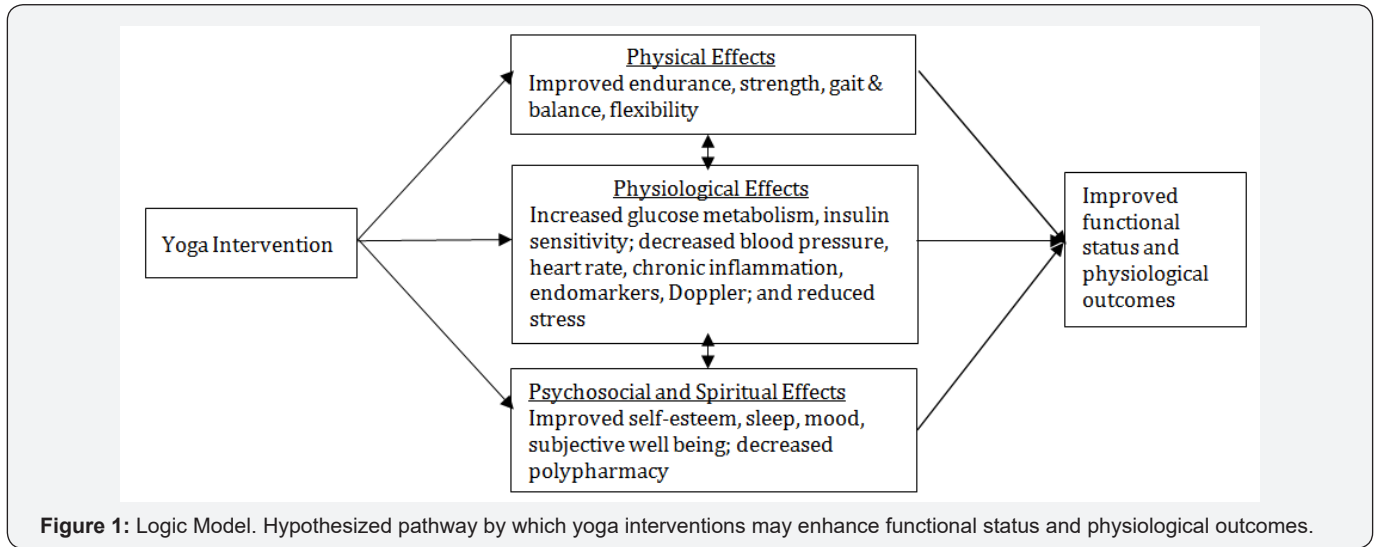 Physical Effects
Improved endurance, strength, gait &
balance, flexibility
Yoga Intervention
Physiological Effects
Increased glucose metabolism, insulin
sensitivity; decreased blood pressure,
heart rate, chronic inflammation,
endomarkers, Doppler; and reduced
stress
Psychosocial and Spiritual Effects
Improved self-esteem, sleep, mood,
subjective well being; decreased
polypharmacy
Improved
functional
status and
physiological
outcomes
Figure 1: Logic Model. Hypothesized pathway by which yoga interventions may enhance functional status and physiological outcomes.